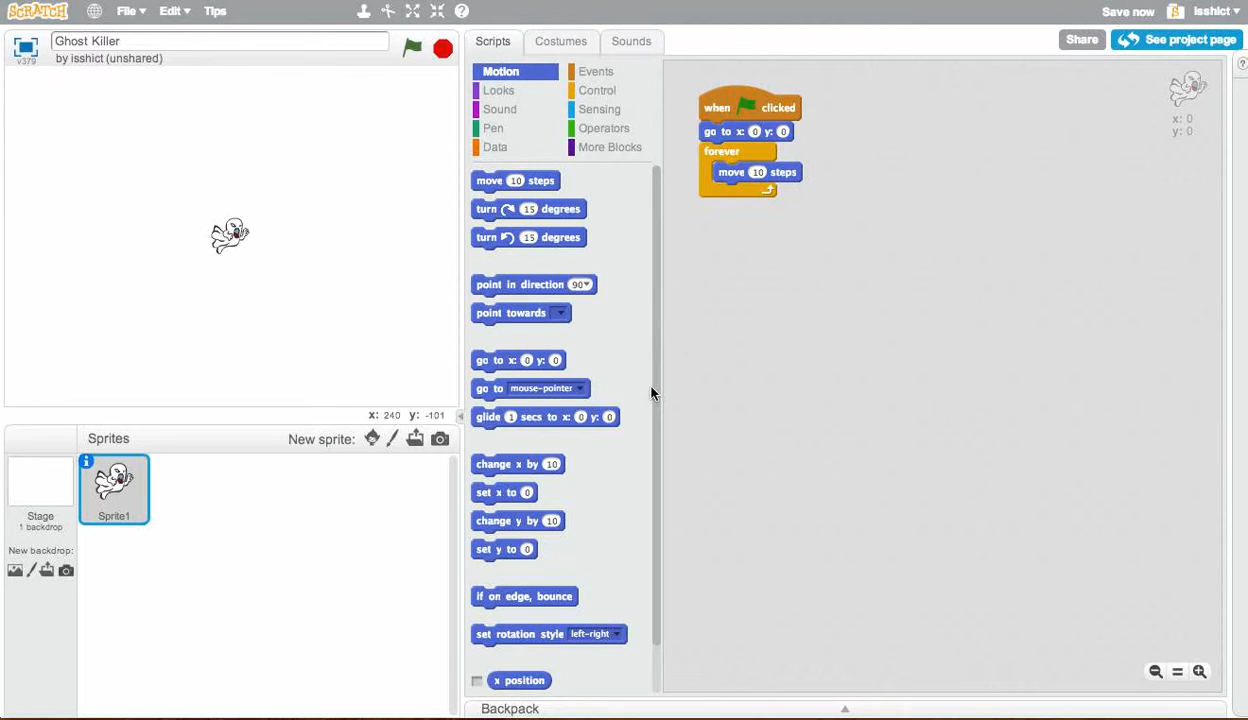 SCRATCH File Edit Tips Save now isshict
v379
Ghost Killer
by isshict (unshared)
Scripts Costumes Sounds
Share See project page
Motion Events
Looks Control
Sound Sensing
Pen Operators
Data More Blocks
move 10 steps
turn 15 degrees
turn 15 degrees
point in direction 90
point towards
go to x: 0 y: 0
go to mouse-pointer
glide 1 secs to x: 0 y: 0
change x by 10
set x to 0
change y by 10
set y to 0
if on edge, bounce
set rotation style left-right
x position
when clicked
go to x: 0 y: 0
forever
move 10 steps
x: 0
y: 0
x: 240 y: -101
Sprites New sprite:
Stage
1 backdrop
New backdrop:
Sprite1
Backpack